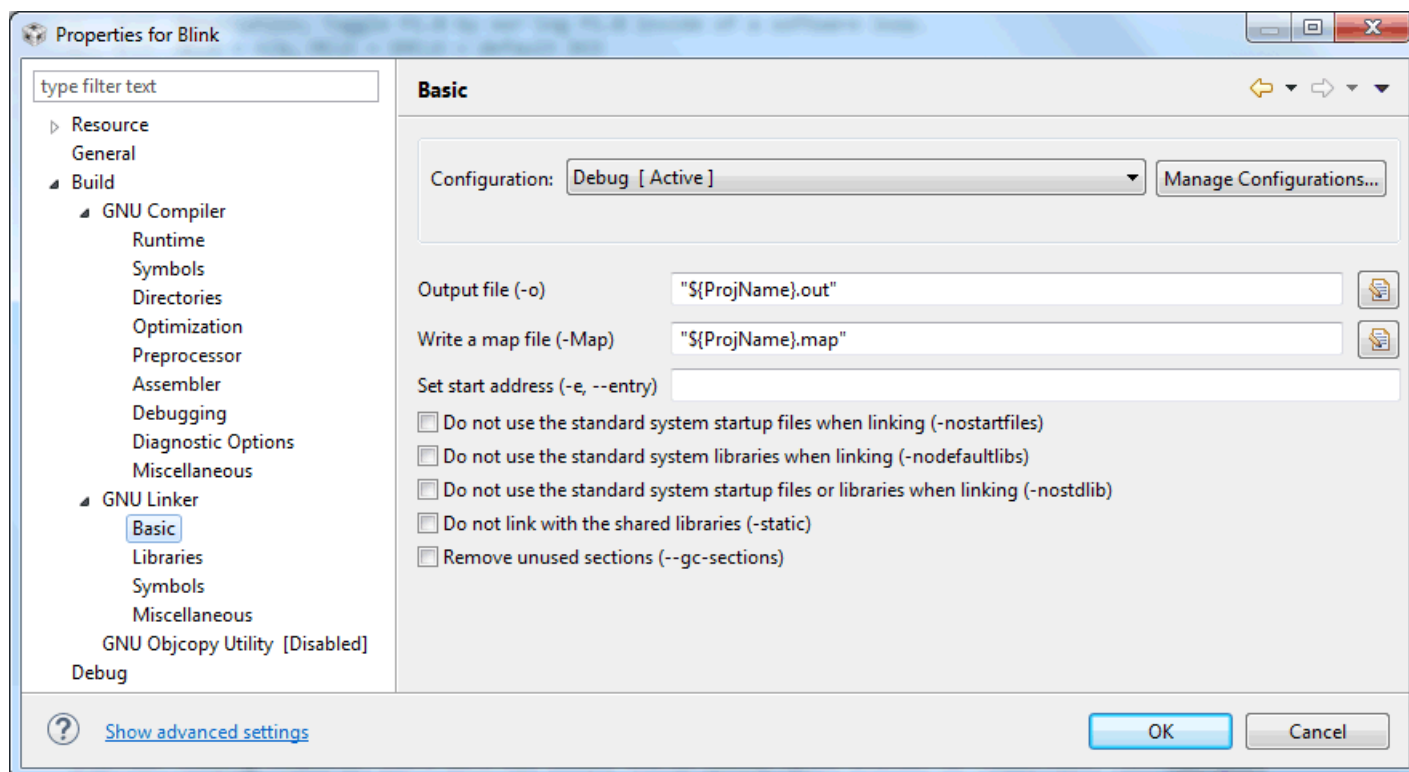 Properties for Blink
type filter text
Resource
General
Build
GNU Compiler
Runtime
Symbols
Directories
Optimization
Preprocessor
Assembler
Debugging
Diagnostic Options
Miscellaneous
GNU Linker
Basic
Libraries
Symbols
Miscellaneous
GNU Objcopy Utility [Disabled]
Debug
Basic
Configuration: Debug [ Active ] Manage Configurations...
Output file (-o) "${ProjName}.out"
Write a map file (-Map) "${ProjName}.map"
Set start address (-e, --entry)
Do not use the standard system startup files when linking (-nostartfiles)
Do not use the standard system libraries when linking (-nodefaultlibs)
Do not use the standard system startup files or libraries when linking (-nostdlib)
Do not link with the shared libraries (-static)
Remove unused sections (--gc-sections)
Show advanced settings
OK Cancel